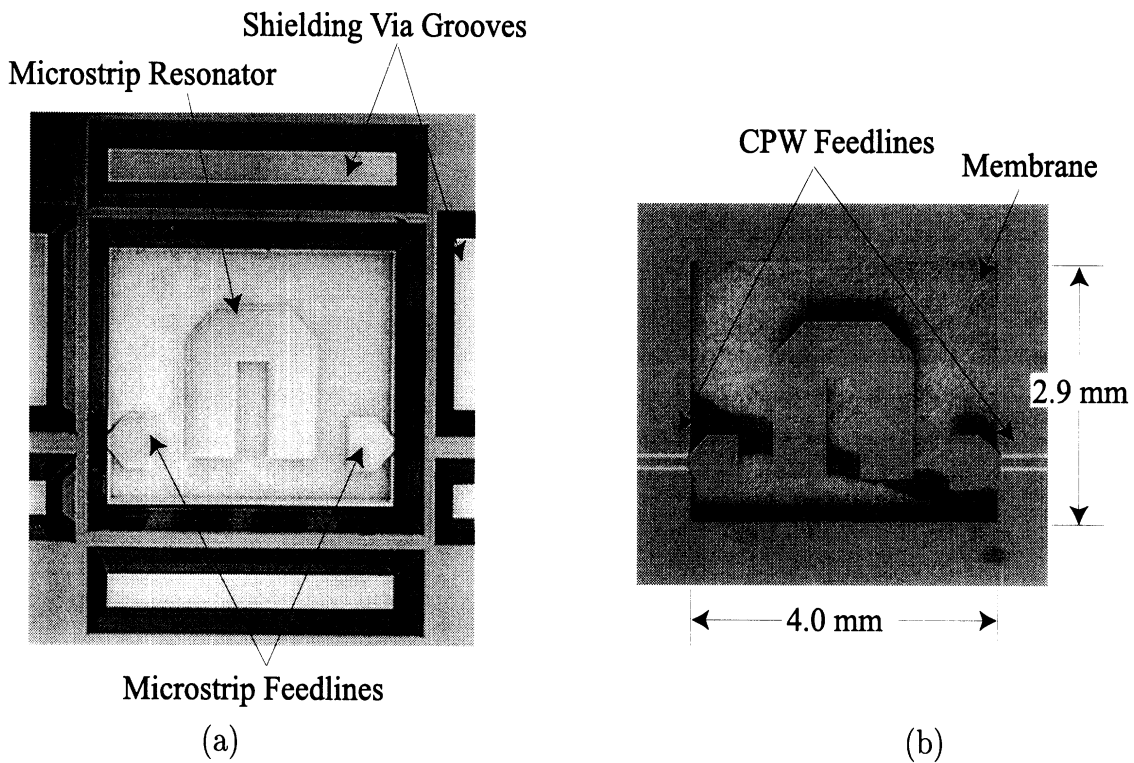 Shielding Via Grooves
Microstrip Resonator
Microstrip Feedlines
(a)
CPW Feedlines
Membrane
2.9 mm
4.0 mm
(b)